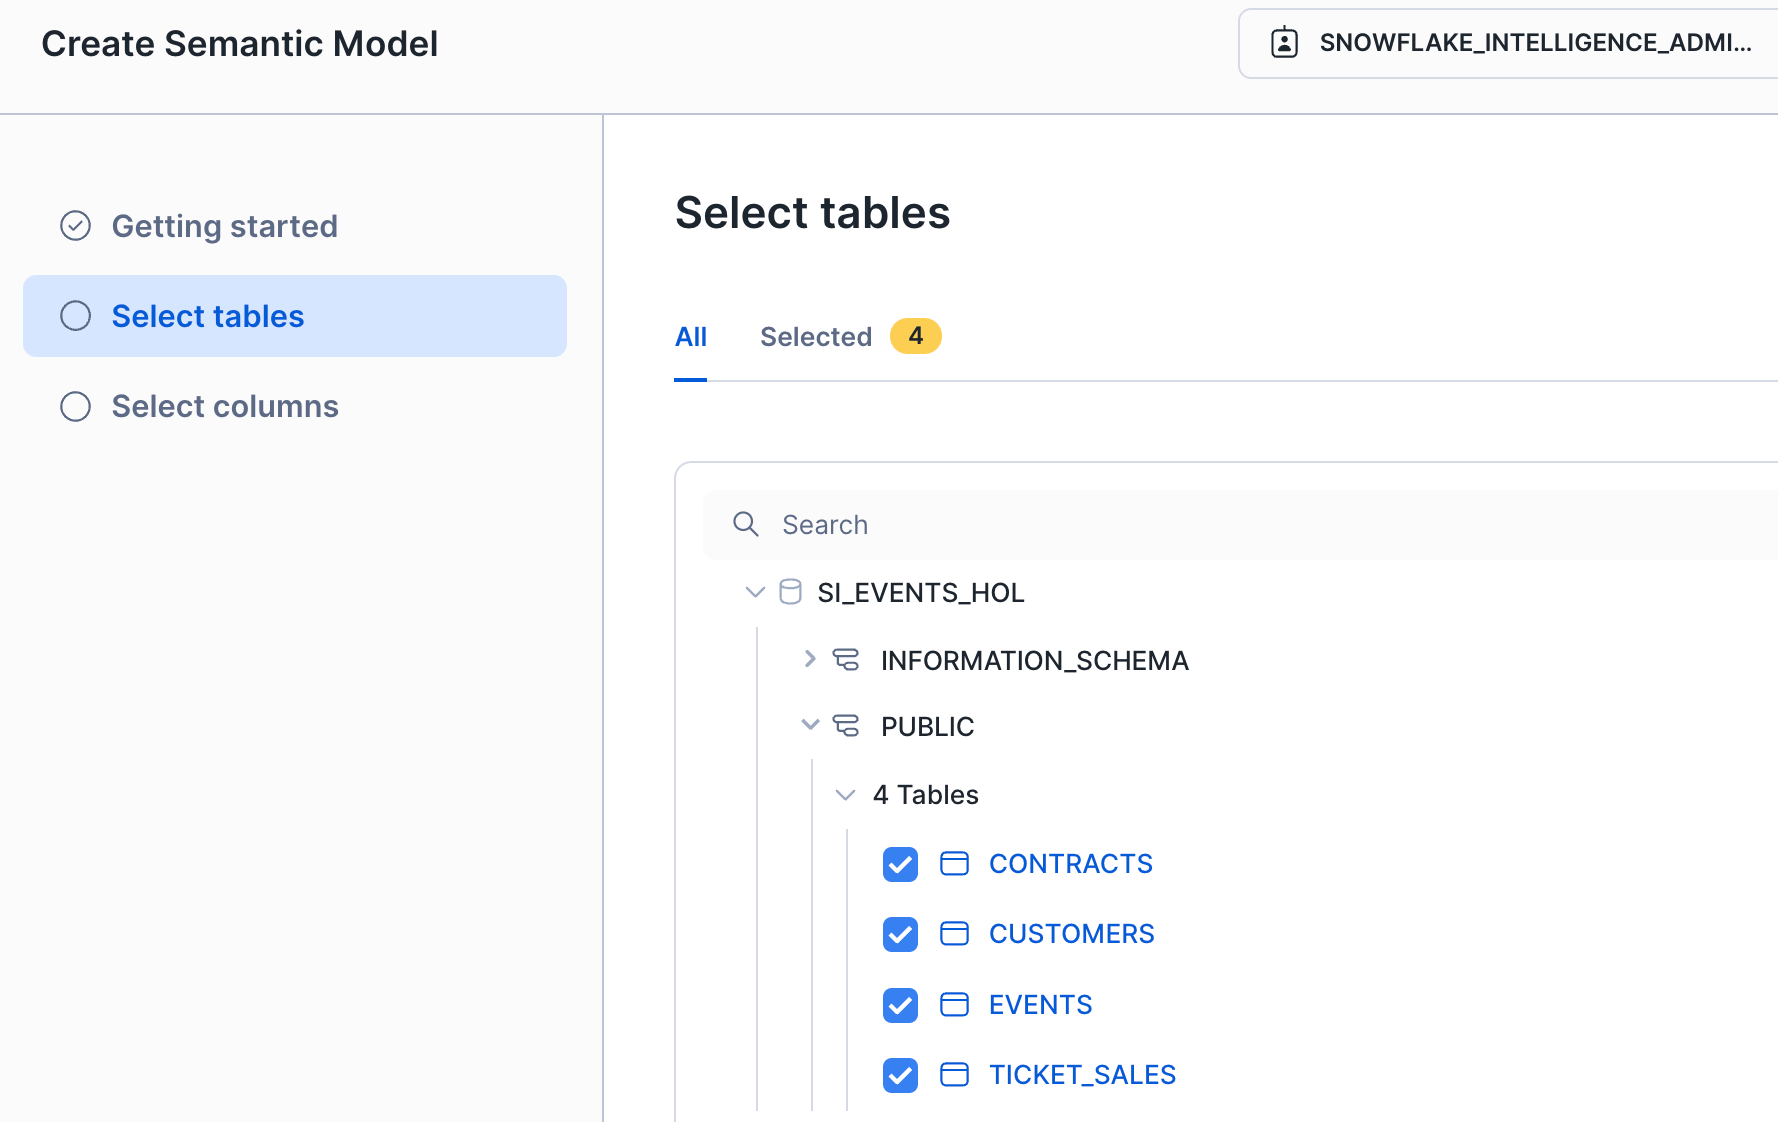 Create Semantic Model
SNOWFLAKE_INTELLIGENCE_ADMI...
Getting started
Select tables
Select columns
Select tables
All
Selected 4
Search
SI_EVENTS_HOL
INFORMATION_SCHEMA
PUBLIC
4 Tables
CONTRACTS
CUSTOMERS
EVENTS
TICKET_SALES